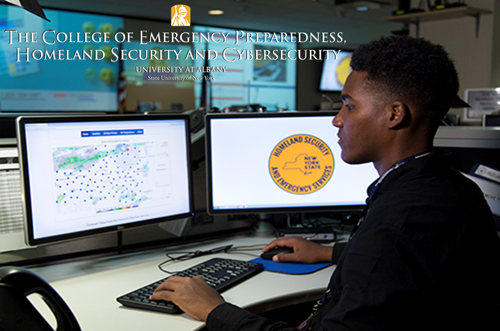 THE COLLEGE OF EMERGENCY PREPAREDNESS,
HOMELAND SECURITY AND CYBERSECURITY
UNIVERSITY AT ALBANY
State University of New York
HOMELAND SECURITY
NEW YORK
STATE
AND EMERGENCY SERVICES